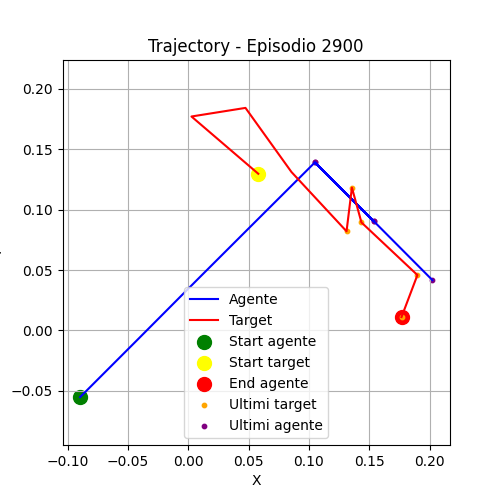 Trajectory - Episodio 2900
0.20
0.15
0.10
0.05
0.00
−0.05
Agente
Target
Start agente
Start target
End agente
Ultimi target
Ultimi agente
−0.10 −0.05 0.00 0.05 0.10 0.15 0.20
X